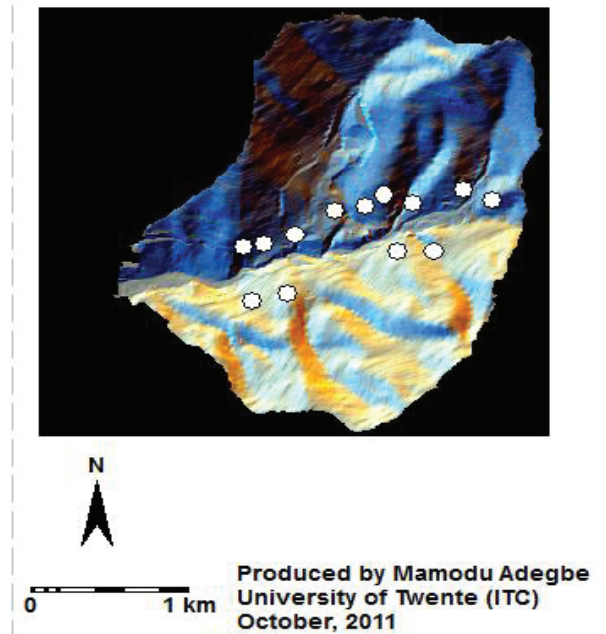 N
0 1 km
Produced by Mamodu Adegbe
University of Twente (ITC)
October, 2011